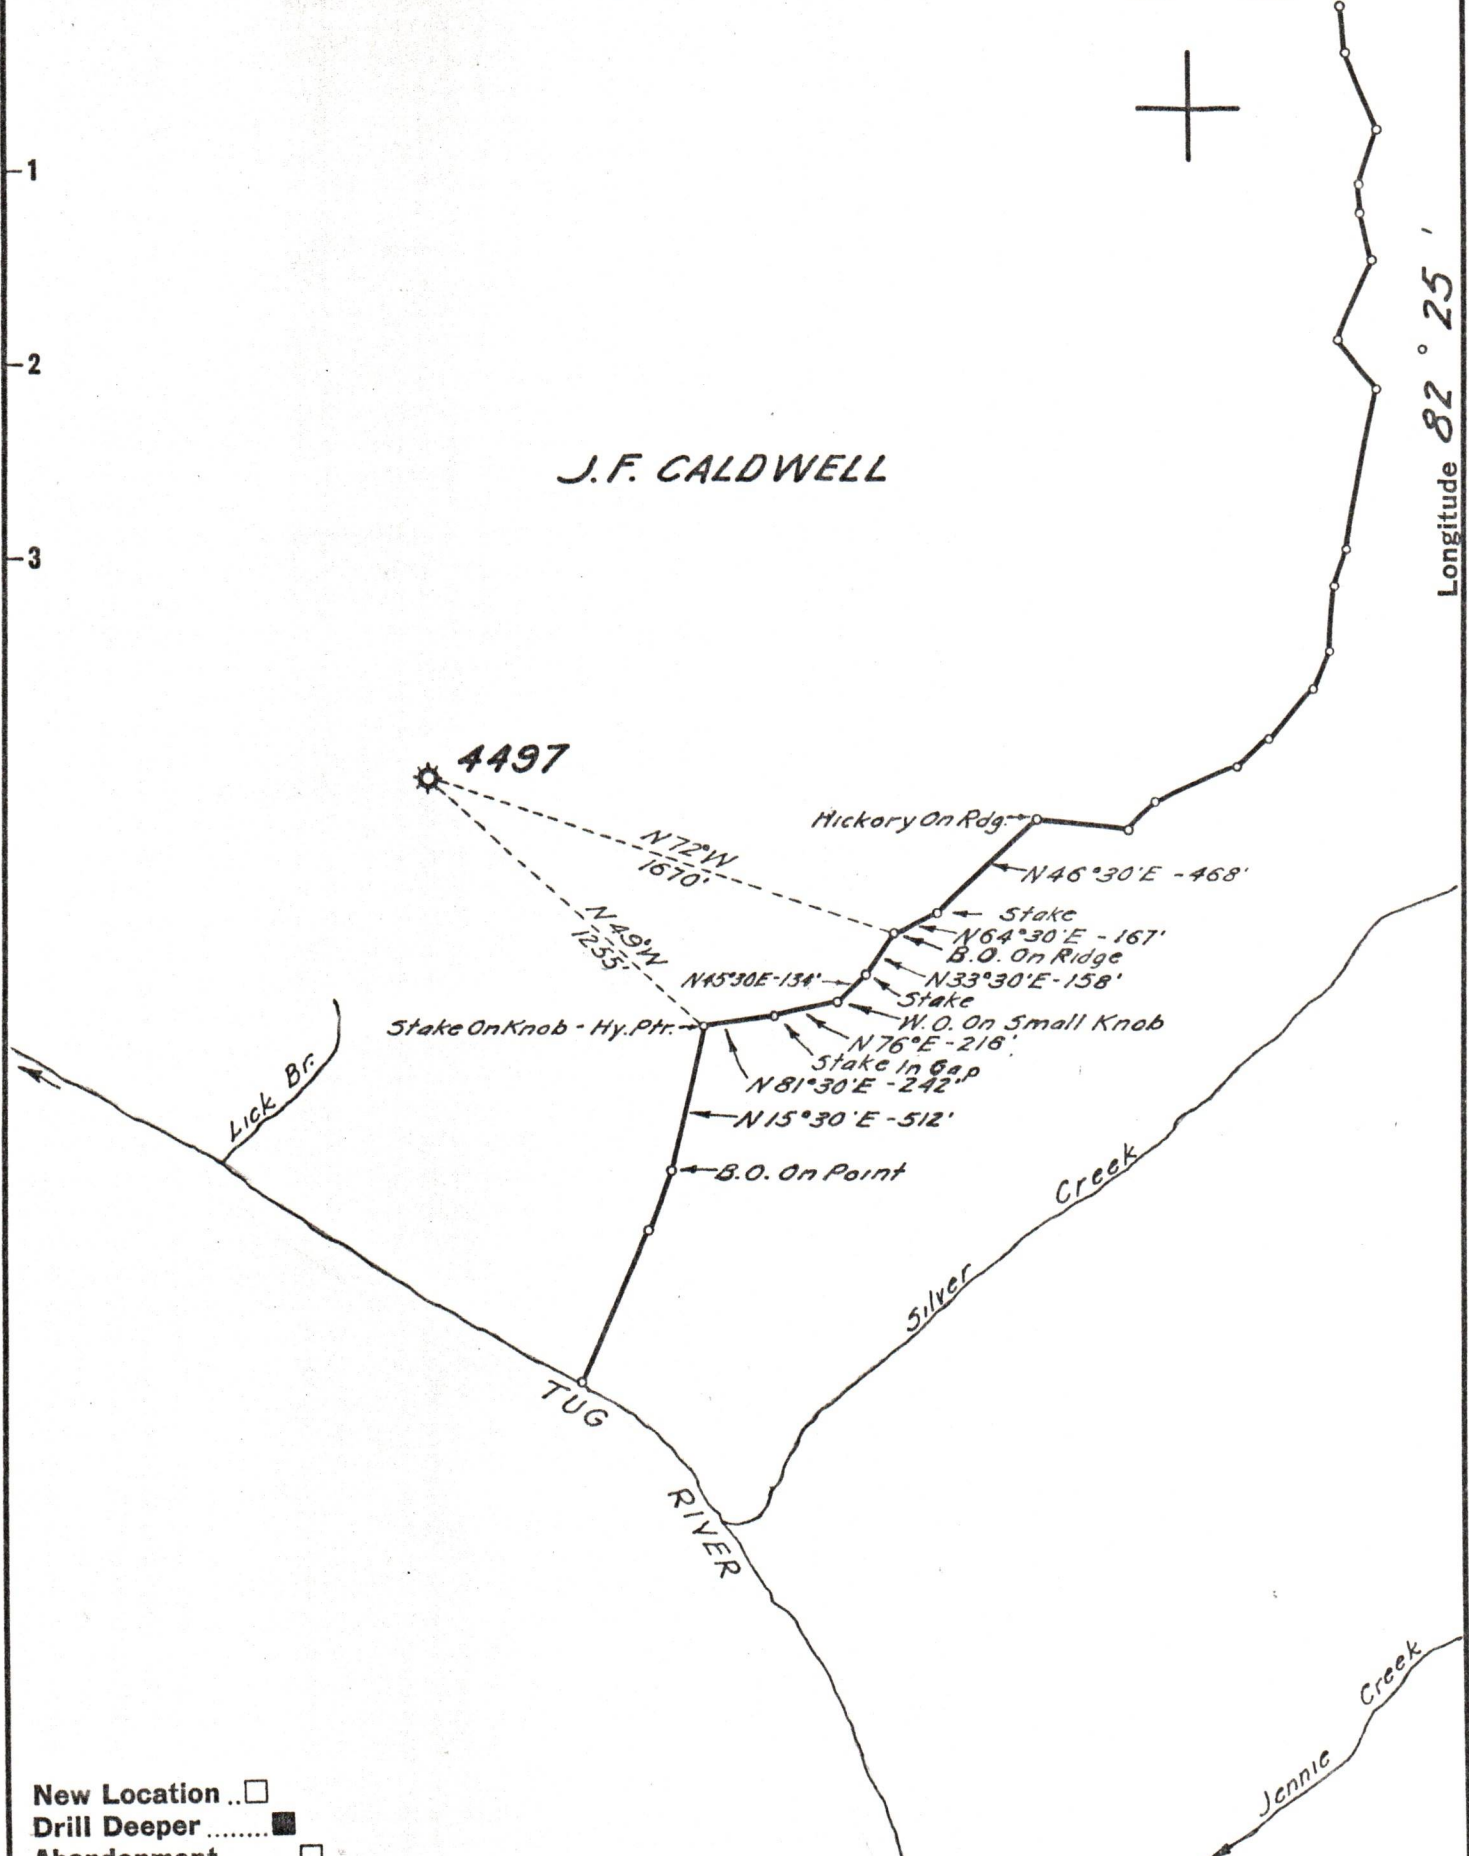 1
2
Longitude 82° 25'
J.F. CALDWELL
3
4497
Hickory On Rdg.
N72°W
1670'
N46°30'E - 468'
Stake
N64°30'E - 167'
B.O. On Ridge
N49°W
1255'
N45°30E - 134'
N33°30'E - 158'
Stake
W.O. On Small Knob
Stake On Knob - Hy. Ptr.
N76°E - 216'
Stake In Gap
N81°30'E - 242'
Lick Br.
N15°30'E - 512'
B.O. On Point
Silver Creek
TUG RIVER
Jennie Creek
New Location ..
Drill Deeper ........
Abandonment